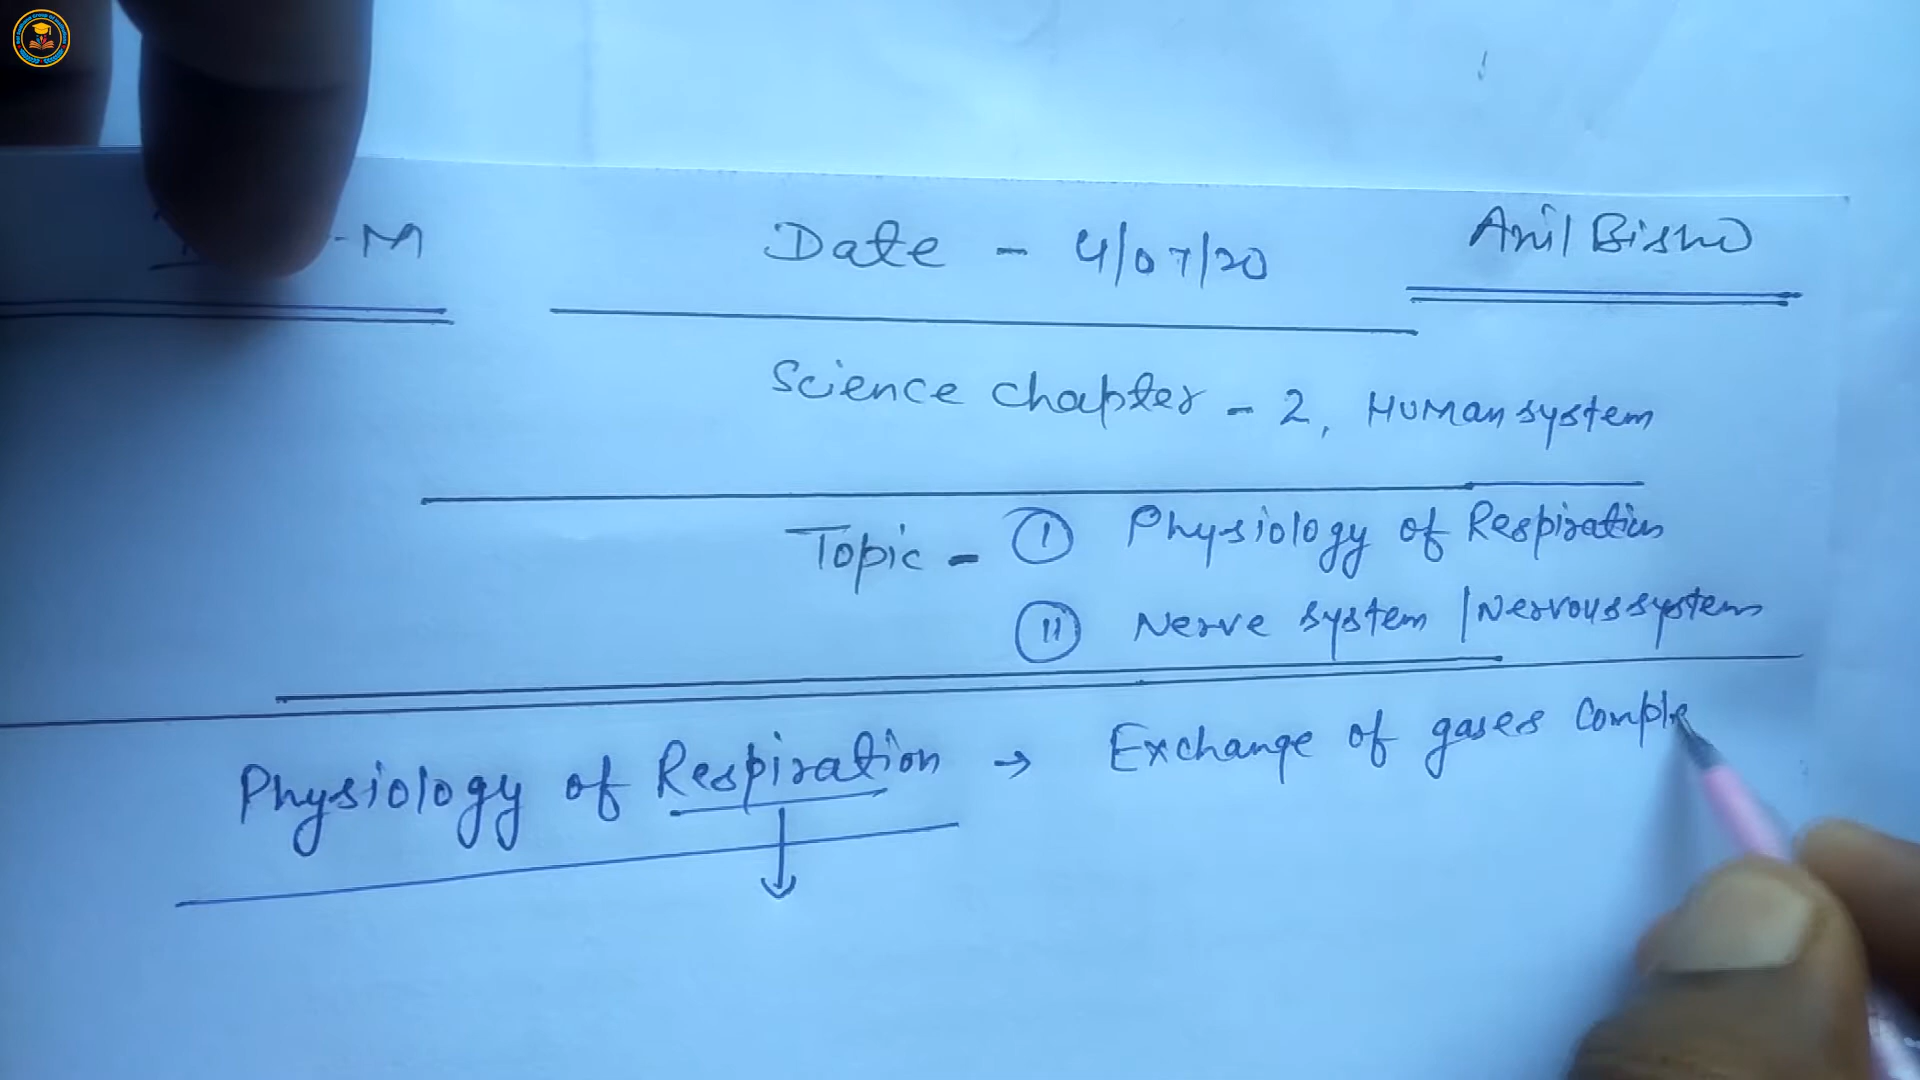 -M Date - 4/07/20 Anil Bisho
Science chapter - 2, Human system
Topic - I Physiology of Respiration
II Nerve system / Nervous system
Physiology of Respiration → Exchange of gases comple